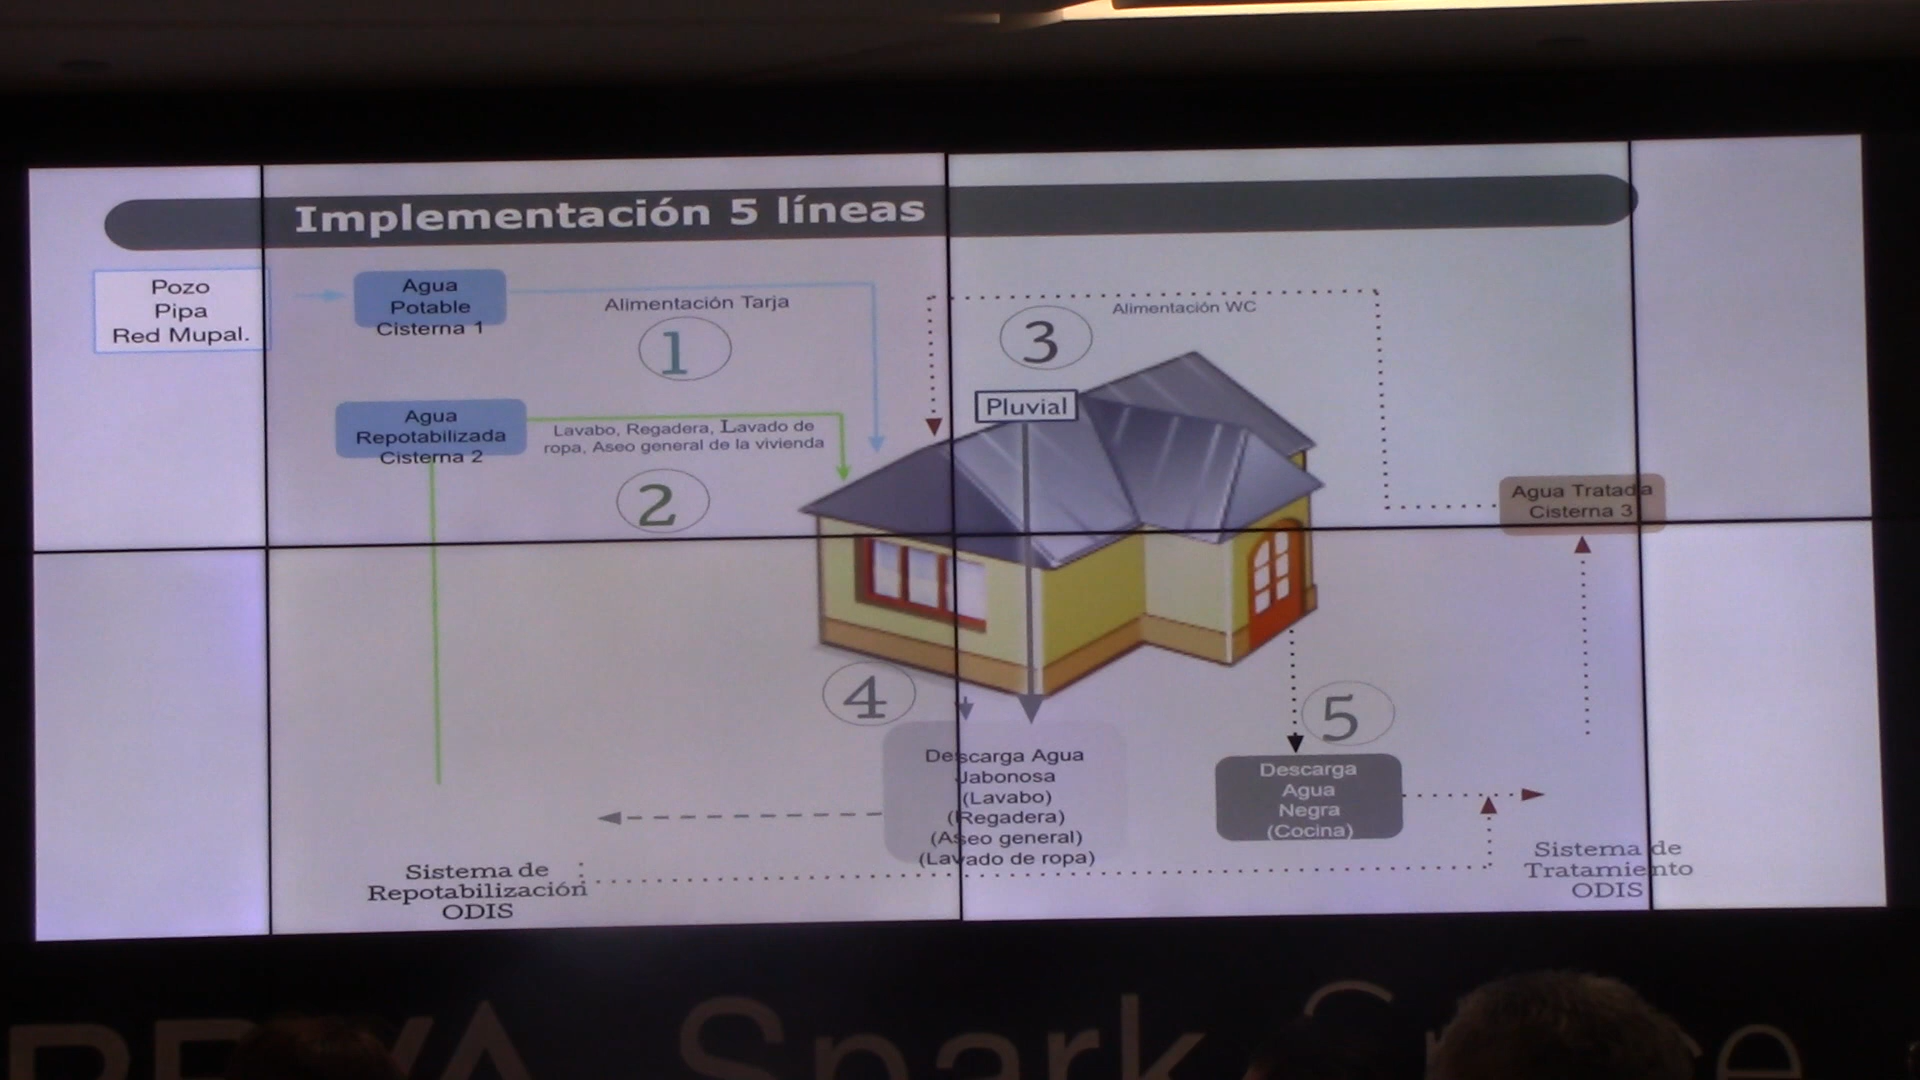 Implementación 5 líneas
Pozo
Pipa
Red Mupal.
Agua
Potable
Cisterna 1
Alimentación Tarja
1
Agua
Repotabilizada
Cisterna 2
Lavabo, Regadera, Lavado de
ropa, Aseo general de la vivienda
2
3
Alimentación WC
Pluvial
Agua Tratada
Cisterna 3
4
Descarga Agua
Jabonosa
(Lavabo)
(Regadera)
(Aseo general)
(Lavado de ropa)
5
Descarga
Agua
Negra
(Cocina)
Sistema de
Repotabilización
ODIS
Sistema de
Tratamiento
ODIS
Spark